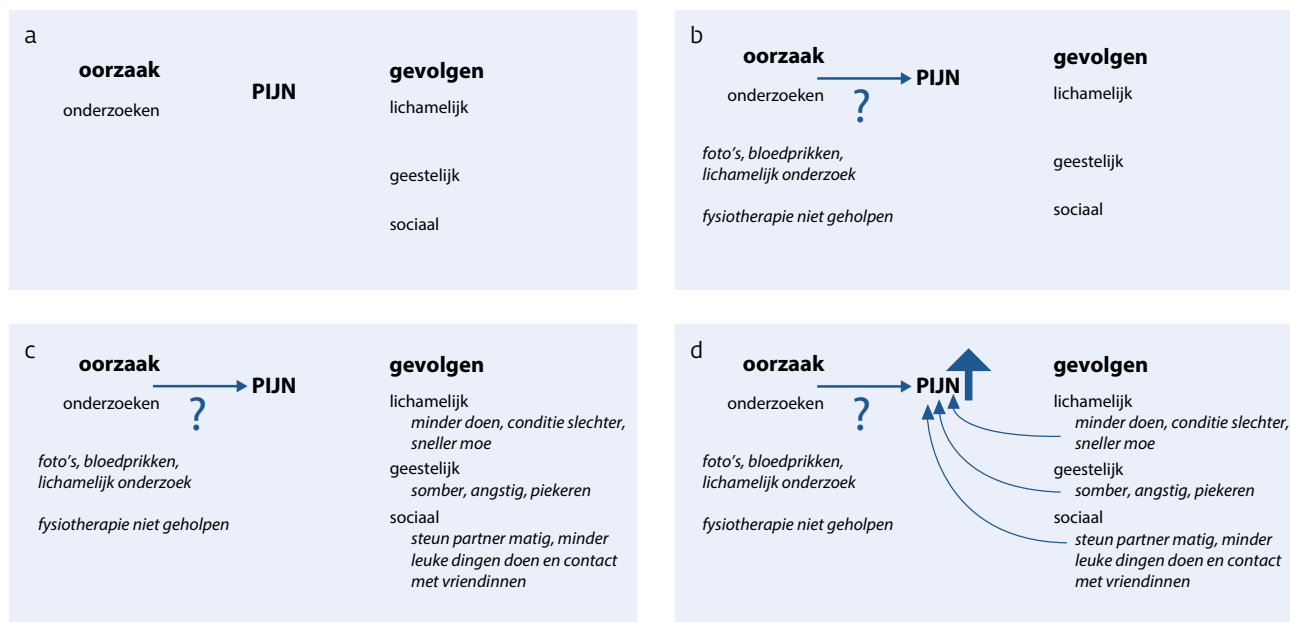 a
oorzaak
onderzoeken
PIJN
gevolgen
lichamelijk
geestelijk
sociaal
b
oorzaak
onderzoeken
?
PIJN
foto's, bloedprikken,
lichamelijk onderzoek
fysiotherapie niet geholpen
gevolgen
lichamelijk
geestelijk
sociaal
c
oorzaak
onderzoeken
?
PIJN
foto's, bloedprikken,
lichamelijk onderzoek
fysiotherapie niet geholpen
gevolgen
lichamelijk
minder doen, conditie slechter,
sneller moe
geestelijk
somber, angstig, piekeren
sociaal
steun partner matig, minder
leuke dingen doen en contact
met vriendinnen
d
oorzaak
onderzoeken
?
PIJN
foto's, bloedprikken,
lichamelijk onderzoek
fysiotherapie niet geholpen
gevolgen
lichamelijk
minder doen, conditie slechter,
sneller moe
geestelijk
somber, angstig, piekeren
sociaal
steun partner matig, minder
leuke dingen doen en contact
met vriendinnen